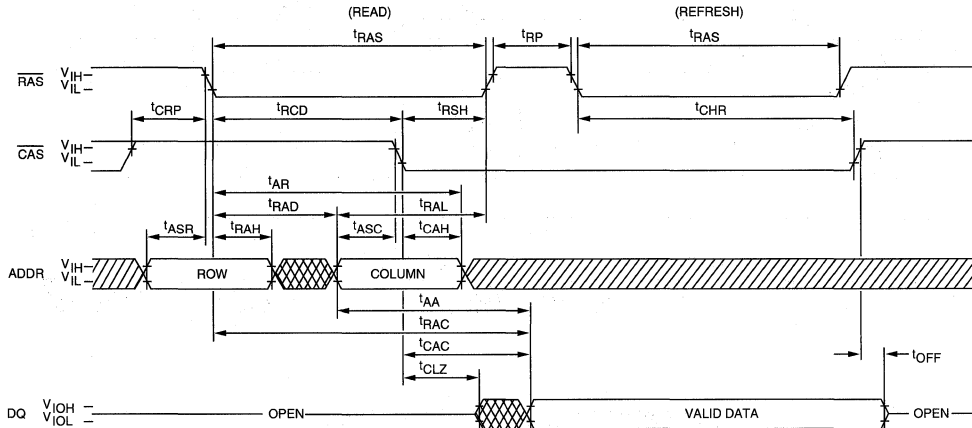 (READ) (REFRESH)
tRAS tRP tRAS
RAS VIH VIL
tCRP tRCD tRSH tCHR
CAS VIH VIL
tAR
tRAD tRAL
tASR tRAH tASC tCAH
ADDR VIH VIL ROW COLUMN
tAA
tRAC
tCAC tOFF
tCLZ
DQ VIOH VIOL OPEN VALID DATA OPEN